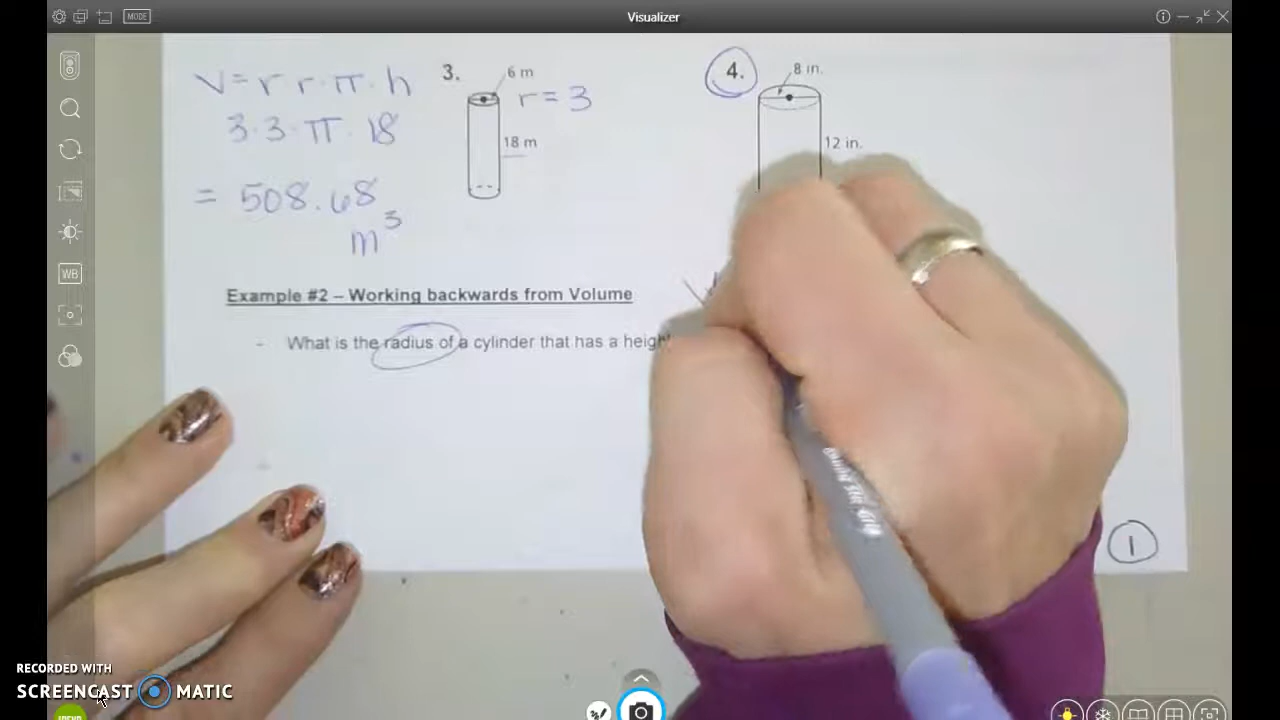 Visualizer
MODE
V = r · r · π · h
3 · 3 · π · 18
= 508.68
m³
3.
6 m
r = 3
18 m
4.
8 in.
12 in.
V
Example #2 – Working backwards from Volume
- What is the radius of a cylinder that has a heigh
WB
1
RECORDED WITH
SCREENCAST MATIC